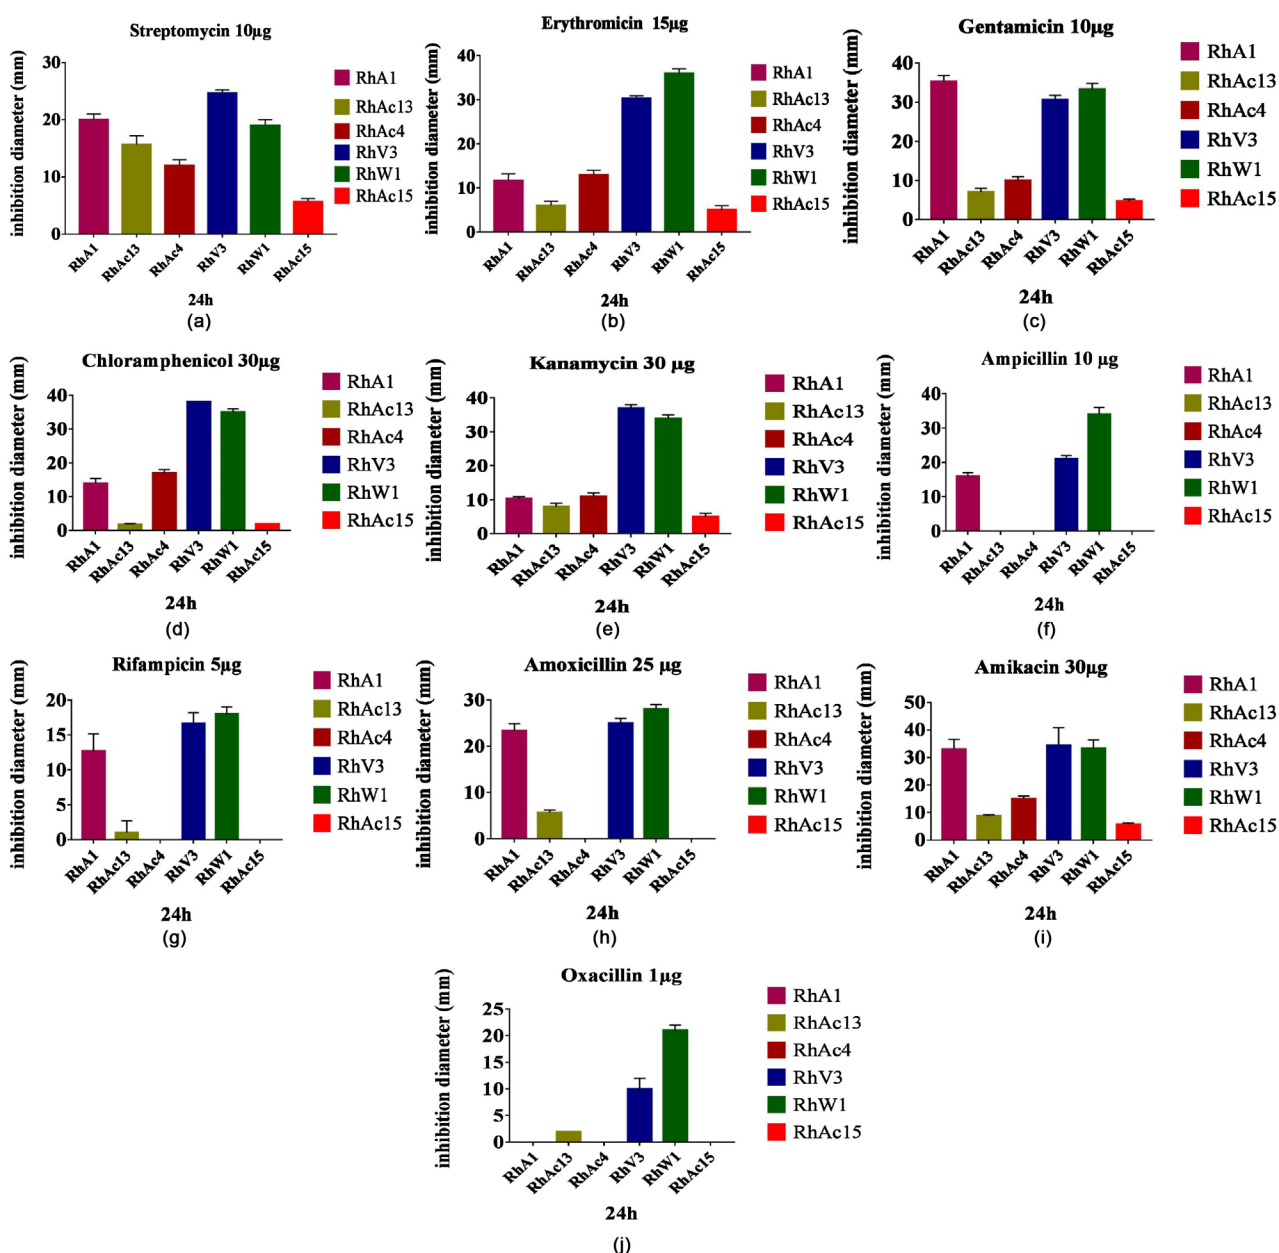 Streptomycin 10µg
inhibition diameter (mm)
30
20
10
0
RhA1
RhAc13
RhAc4
RhV3
RhW1
RhAc15
24h
RhA1
RhAc13
RhAc4
RhV3
RhW1
RhAc15
(a)
Erythromicin 15µg
inhibition diameter (mm)
40
30
20
10
0
RhA1
RhAc13
RhAc4
RhV3
RhW1
RhAc15
24h
RhA1
RhAc13
RhAc4
RhV3
RhW1
RhAc15
(b)
Gentamicin 10µg
inhibition diameter (mm)
40
30
20
10
0
RhA1
RhAc13
RhAc4
RhV3
RhW1
RhAc15
24h
RhA1
RhAc13
RhAc4
RhV3
RhW1
RhAc15
(c)
Chloramphenicol 30µg
inhibition diameter (mm)
40
30
20
10
0
RhA1
RhAc13
RhAc4
RhV3
RhW1
RhAc15
24h
RhA1
RhAc13
RhAc4
RhV3
RhW1
RhAc15
(d)
Kanamycin 30 µg
inhibition diameter (mm)
40
30
20
10
0
RhA1
RhAc13
RhAc4
RhV3
RhW1
RhAc15
24h
RhA1
RhAc13
RhAc4
RhV3
RhW1
RhAc15
(e)
Ampicillin 10 µg
inhibition diameter (mm)
40
30
20
10
0
RhA1
RhAc13
RhAc4
RhV3
RhW1
RhAc15
24h
RhA1
RhAc13
RhAc4
RhV3
RhW1
RhAc15
(f)
Rifampicin 5µg
inhibition diameter (mm)
20
15
10
5
0
RhA1
RhAc13
RhAc4
RhV3
RhW1
RhAc15
24h
RhA1
RhAc13
RhAc4
RhV3
RhW1
RhAc15
(g)
Amoxicillin 25 µg
inhibition diameter (mm)
30
20
10
0
RhA1
RhAc13
RhAc4
RhV3
RhW1
RhAc15
24h
RhA1
RhAc13
RhAc4
RhV3
RhW1
RhAc15
(h)
Amikacin 30µg
inhibition diameter (mm)
50
40
30
20
10
0
RhA1
RhAc13
RhAc4
RhV3
RhW1
RhAc15
24h
RhA1
RhAc13
RhAc4
RhV3
RhW1
RhAc15
(i)
Oxacillin 1µg
inhibition diameter (mm)
25
20
15
10
5
0
RhA1
RhAc13
RhAc4
RhV3
RhW1
RhAc15
24h
RhA1
RhAc13
RhAc4
RhV3
RhW1
RhAc15
(j)